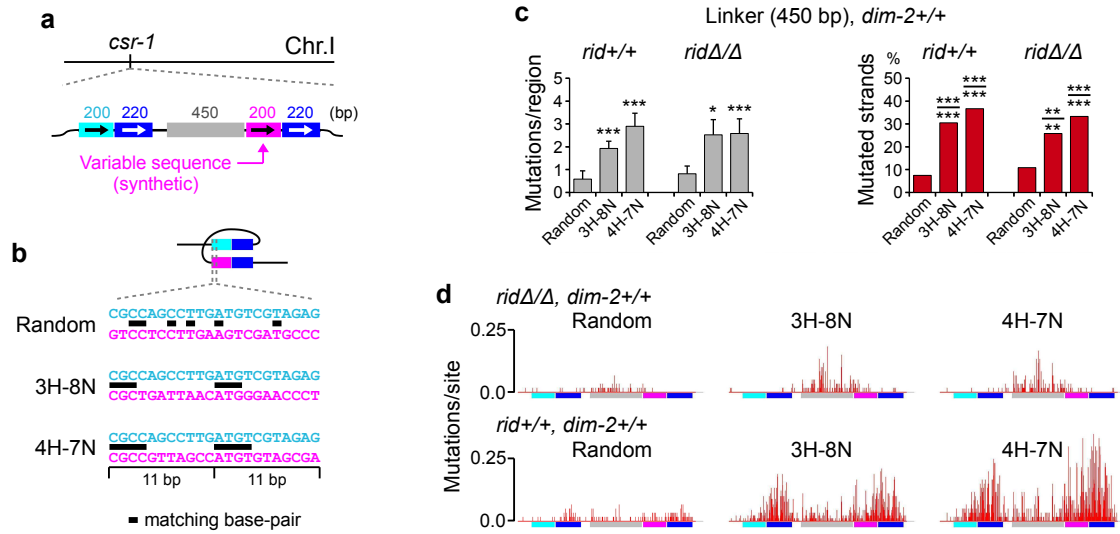 a
csr-1
Chr.I
200 220 450 200 220 (bp)
Variable sequence
(synthetic)
b
CGCCAGCCTTGATGTCGTAGAG
Random
GTCCTCCTTGAAGTCGATGCCC
CGCCAGCCTTGATGTCGTAGAG
3H-8N
CGCTGATTAACATGGGAACCCT
CGCCAGCCTTGATGTCGTAGAG
4H-7N
CGCCGTTAGCCATGTGTAGCGA
11 bp 11 bp
matching base-pair
c
Linker (450 bp), dim-2+/+
rid+/+ ridΔ/Δ
Mutations/region
5
4
3
2
1
0
*** *** * ***
Random 3H-8N 4H-7N Random 3H-8N 4H-7N
rid+/+ ridΔ/Δ
Mutated strands
%
50
40
30
20
10
0
*** *** ** ***
*** *** ** ***
Random 3H-8N 4H-7N Random 3H-8N 4H-7N
d
Mutations/site
ridΔ/Δ, dim-2+/+
Random 3H-8N 4H-7N
0.25
0.0
rid+/+, dim-2+/+
Random 3H-8N 4H-7N
0.25
0.0